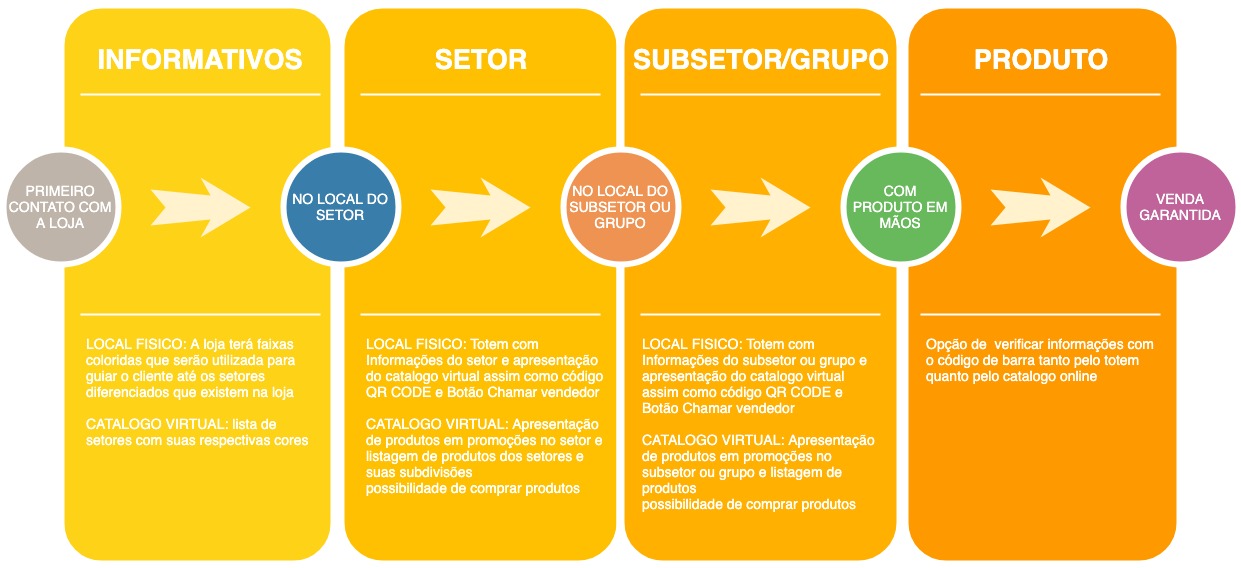 INFORMATIVOS
SETOR
SUBSETOR/GRUPO
PRODUTO
PRIMEIRO
CONTATO COM
A LOJA
NO LOCAL DO
SETOR
NO LOCAL DO
SUBSETOR OU
GRUPO
COM
PRODUTO EM
MÃOS
VENDA
GARANTIDA
LOCAL FISICO: A loja terá faixas
coloridas que serão utilizada para
guiar o cliente até os setores
diferenciados que existem na loja
CATALOGO VIRTUAL: lista de
setores com suas respectivas cores
LOCAL FISICO: Totem com
Informações do setor e apresentação
do catalogo virtual assim como código
QR CODE e Botão Chamar vendedor
CATALOGO VIRTUAL: Apresentação
de produtos em promoções no setor e
listagem de produtos dos setores e
suas subdivisões
possibilidade de comprar produtos
LOCAL FISICO: Totem com
Informações do subsetor ou grupo e
apresentação do catalogo virtual
assim como código QR CODE e
Botão Chamar vendedor
CATALOGO VIRTUAL: Apresentação
de produtos em promoções no
subsetor ou grupo e listagem de
produtos
possibilidade de comprar produtos
Opção de  verificar informações com
o código de barra tanto pelo totem
quanto pelo catalogo online